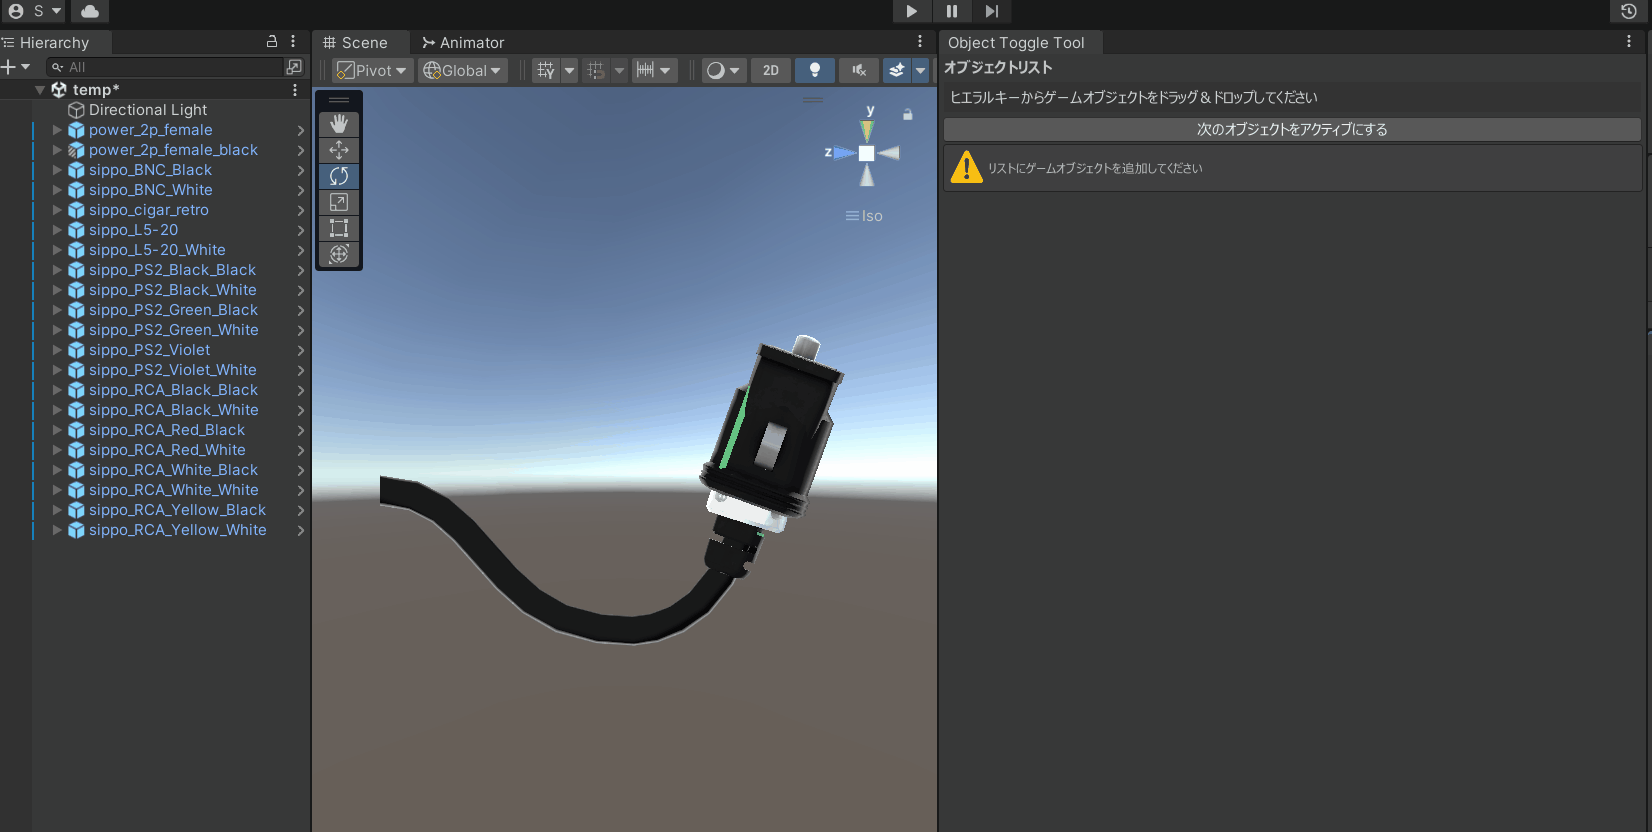 S
Hierarchy
All
temp*
Directional Light
power_2p_female
power_2p_female_black
sippo_BNC_Black
sippo_BNC_White
sippo_cigar_retro
sippo_L5-20
sippo_L5-20_White
sippo_PS2_Black_Black
sippo_PS2_Black_White
sippo_PS2_Green_Black
sippo_PS2_Green_White
sippo_PS2_Violet
sippo_PS2_Violet_White
sippo_RCA_Black_Black
sippo_RCA_Black_White
sippo_RCA_Red_Black
sippo_RCA_Red_White
sippo_RCA_White_Black
sippo_RCA_White_White
sippo_RCA_Yellow_Black
sippo_RCA_Yellow_White
Scene
Animator
Pivot
Global
2D
y
z
Iso
Object Toggle Tool
オブジェクトリスト
ヒエラルキーからゲームオブジェクトをドラッグ＆ドロップしてください
次のオブジェクトをアクティブにする
リストにゲームオブジェクトを追加してください